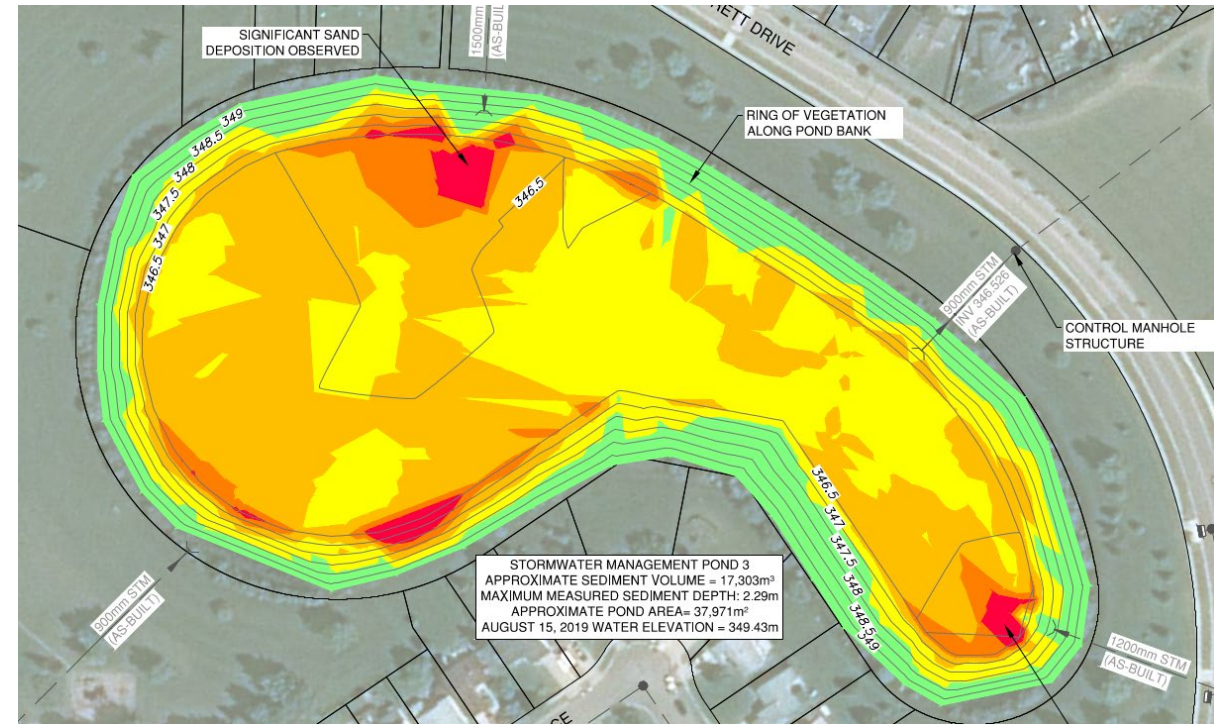 SIGNIFICANT SAND
DEPOSITION OBSERVED
1500mm
(AS-BUIL
RETT DRIVE
RING OF VEGETATION
ALONG POND BANK
349
348.5
348
347.5
347
346.5
346.5
900mm STM
INV 346.526
(AS-BUILT)
CONTROL MANHOLE
STRUCTURE
346.5
347
347.5
348
348.5
349
STORMWATER MANAGEMENT POND 3
APPROXIMATE SEDIMENT VOLUME = 17,303m³
MAXIMUM MEASURED SEDIMENT DEPTH: 2.29m
APPROXIMATE POND AREA= 37,971m²
AUGUST 15, 2019 WATER ELEVATION = 349.43m
900mm STM
(AS-BUILT)
1200mm STM
(AS-BUILT)
CE